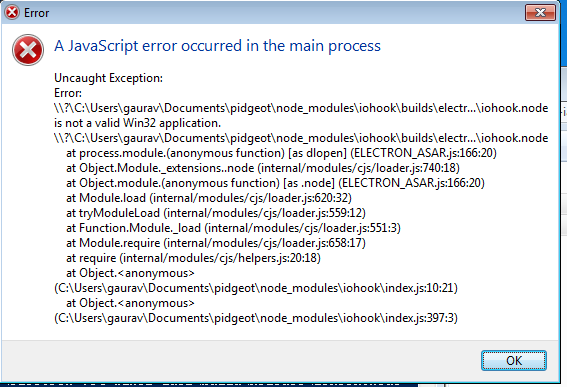 Error
A JavaScript error occurred in the main process
Uncaught Exception:
Error:
\\?\C:\Users\gaurav\Documents\pidgeot\node_modules\iohook\builds\electr...\iohook.node
is not a valid Win32 application.
\\?\C:\Users\gaurav\Documents\pidgeot\node_modules\iohook\builds\electr...\iohook.node
at process.module.(anonymous function) [as dlopen] (ELECTRON_ASAR.js:166:20)
at Object.Module._extensions..node (internal/modules/cjs/loader.js:740:18)
at Object.module.(anonymous function) [as .node] (ELECTRON_ASAR.js:166:20)
at Module.load (internal/modules/cjs/loader.js:620:32)
at tryModuleLoad (internal/modules/cjs/loader.js:559:12)
at Function.Module._load (internal/modules/cjs/loader.js:551:3)
at Module.require (internal/modules/cjs/loader.js:658:17)
at require (internal/modules/cjs/helpers.js:20:18)
at Object.<anonymous>
(C:\Users\gaurav\Documents\pidgeot\node_modules\iohook\index.js:10:21)
at Object.<anonymous>
(C:\Users\gaurav\Documents\pidgeot\node_modules\iohook\index.js:397:3)
OK